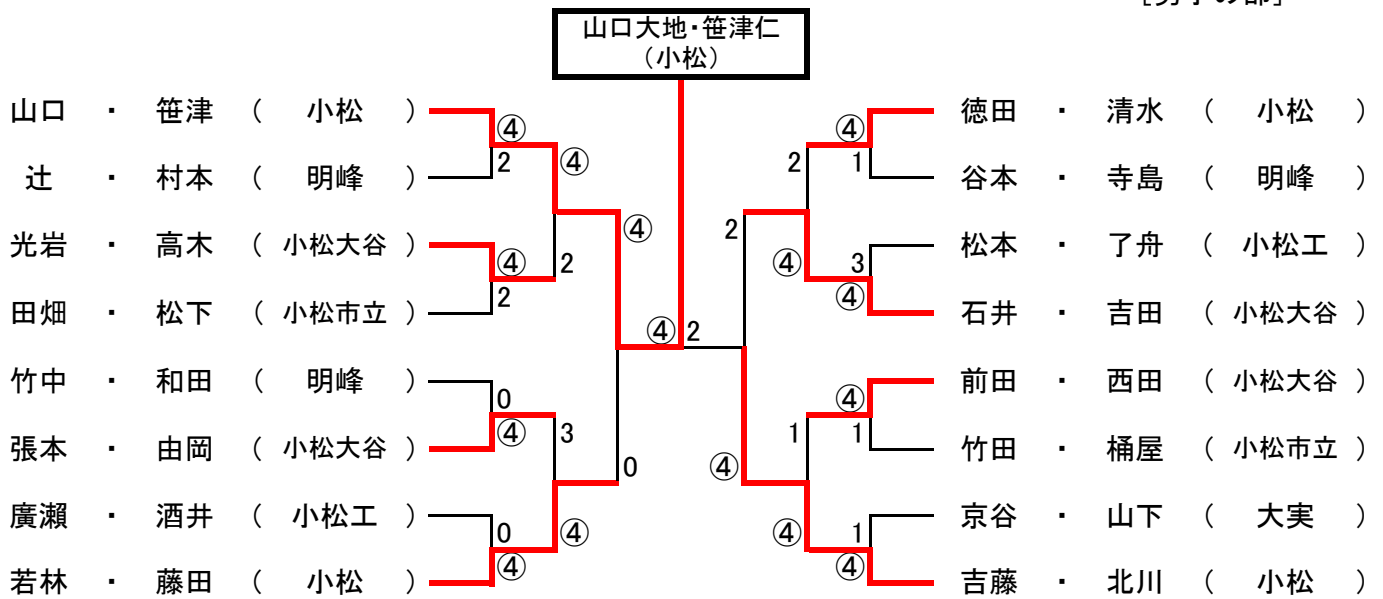 [男子の部]
山口大地・笹津仁
（小松）
山口 ・ 笹津 （ 小松 ） 徳田 ・ 清水 （ 小松 ）
④ ④
2 ④ 2 1
辻 ・ 村本 （ 明峰 ） 谷本 ・ 寺島 （ 明峰 ）
④ 2
光岩 ・ 高木 （ 小松大谷 ） 松本 ・ 了舟 （ 小松工 ）
④ 2 ④ 3
2 ④
田畑 ・ 松下 （ 小松市立 ） 石井 ・ 吉田 （ 小松大谷 ）
④ 2
竹中 ・ 和田 （ 明峰 ） 前田 ・ 西田 （ 小松大谷 ）
0 ④
④ 3 1 1
張本 ・ 由岡 （ 小松大谷 ） 竹田 ・ 桶屋 （ 小松市立 ）
0 ④
廣瀬 ・ 酒井 （ 小松工 ） 京谷 ・ 山下 （ 大実 ）
0 ④ ④ 1
④ ④
若林 ・ 藤田 （ 小松 ） 吉藤 ・ 北川 （ 小松 ）